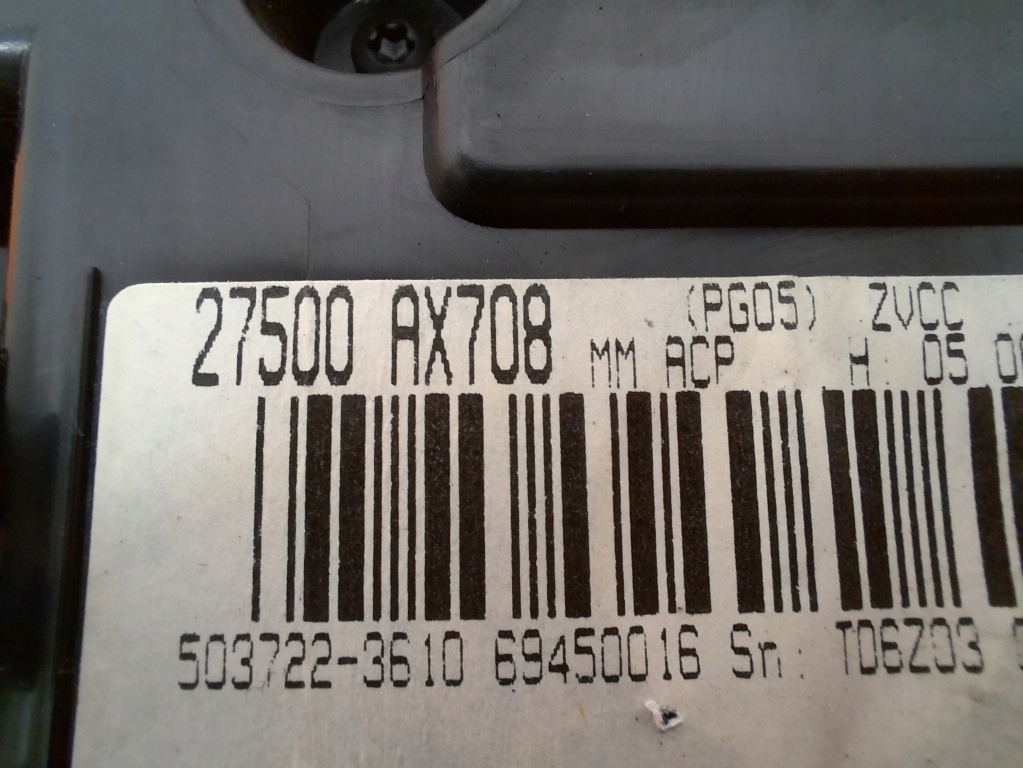 27500 AX708 (PG05) ZVCC
MM ACP H: 05
503722-3610 69450016 Sn: T06Z03